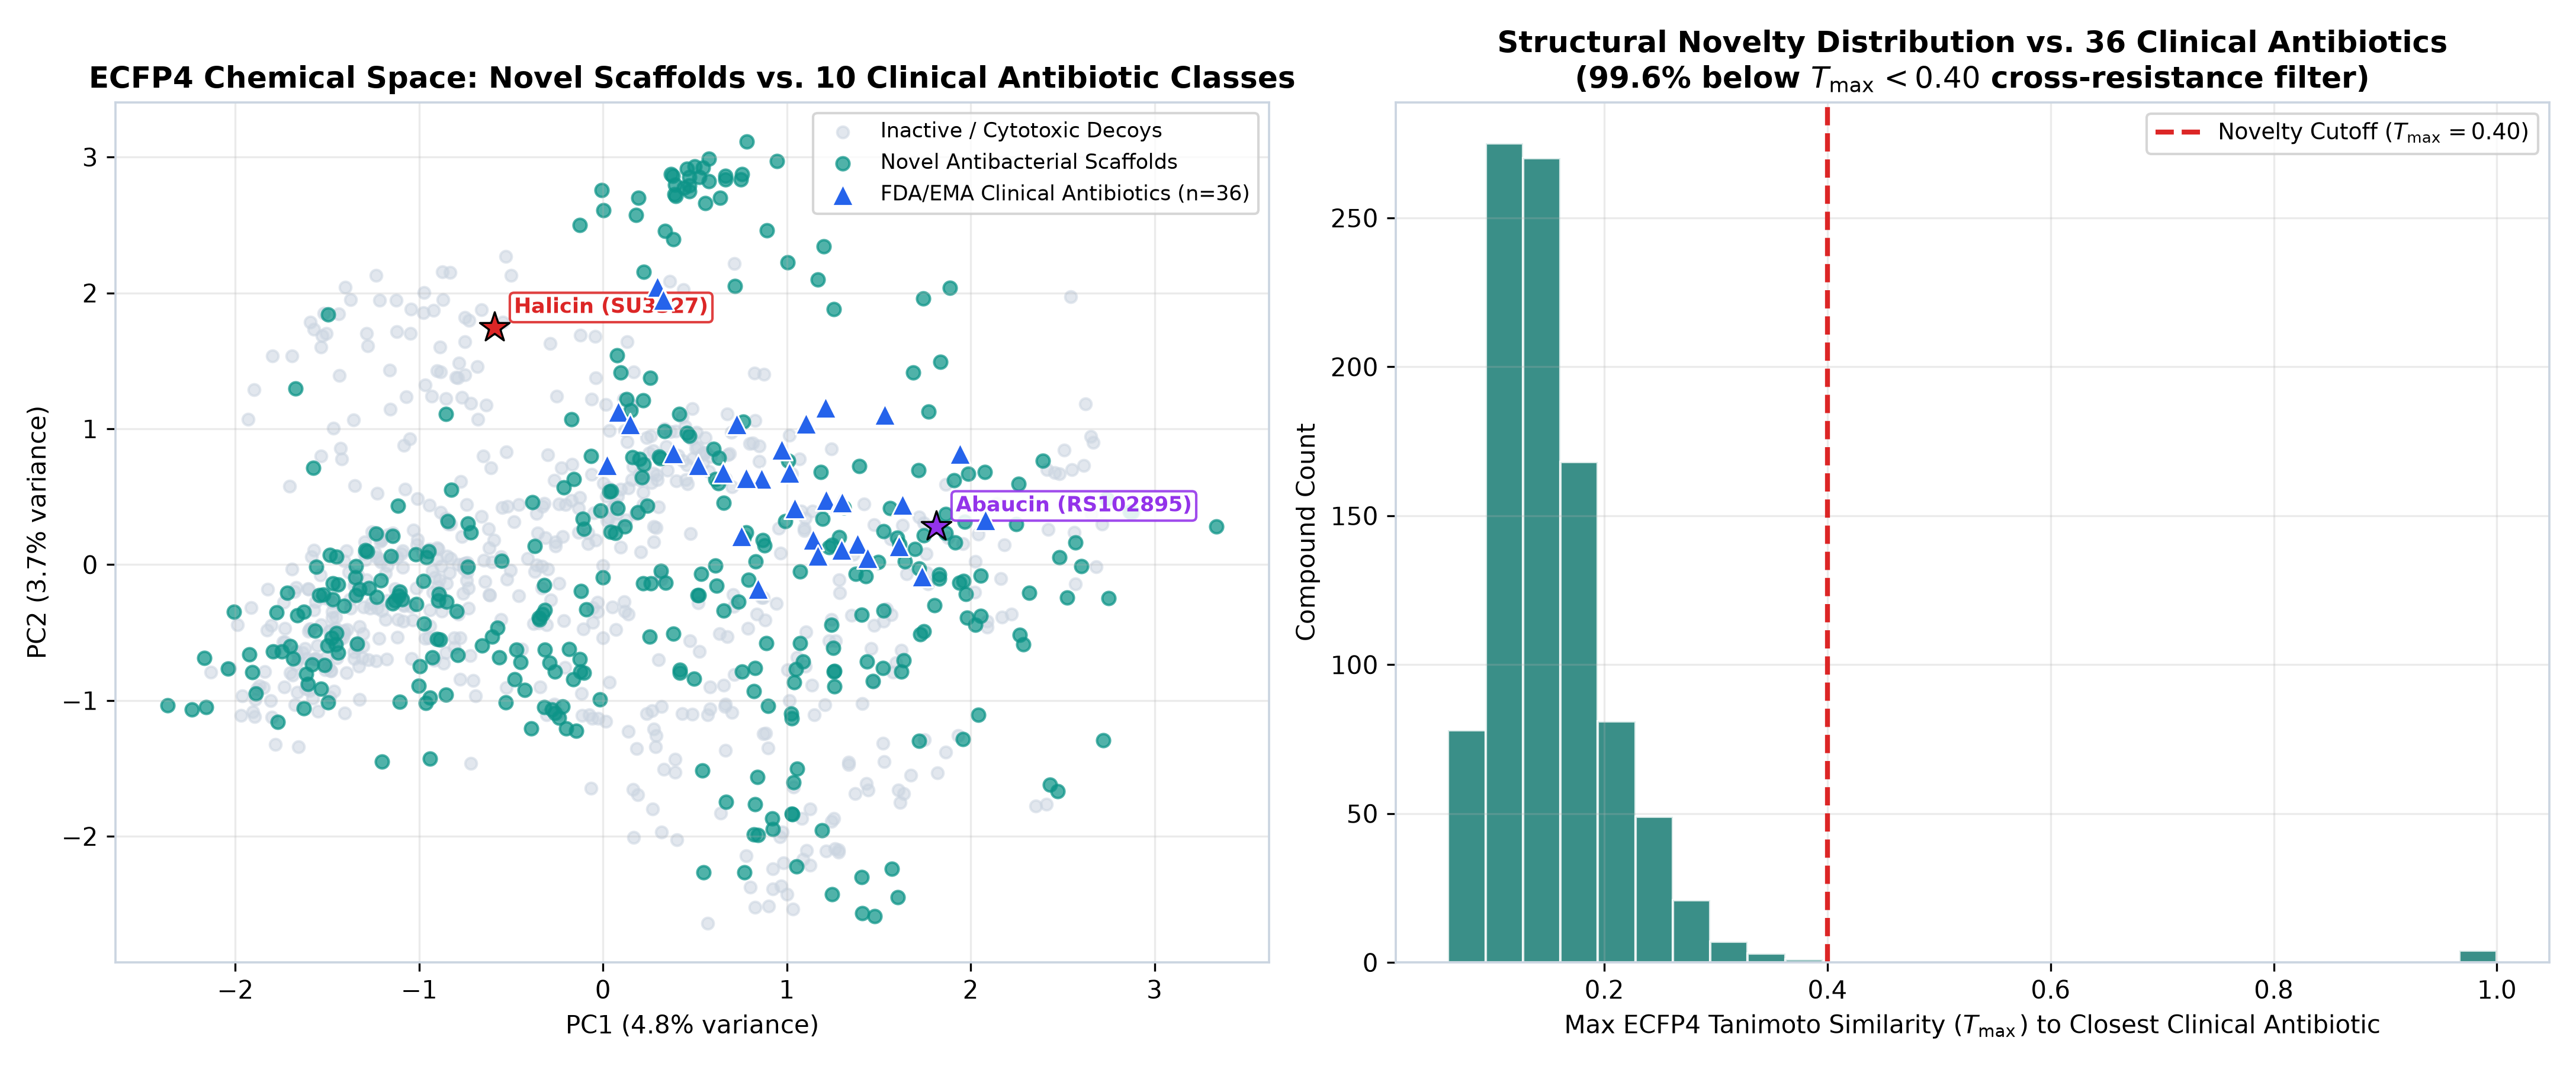 ECFP4 Chemical Space: Novel Scaffolds vs. 10 Clinical Antibiotic Classes
Inactive / Cytotoxic Decoys
Novel Antibacterial Scaffolds
FDA/EMA Clinical Antibiotics (n=36)
Halicin (SU3 27)
Abaucin (RS102895)
3
2
1
0
−1
−2
PC2 (3.7% variance)
−2
−1
0
1
2
3
PC1 (4.8% variance)
Structural Novelty Distribution vs. 36 Clinical Antibiotics
(99.6% below Tmax < 0.40 cross-resistance filter)
Novelty Cutoff (Tmax = 0.40)
250
200
150
100
50
0
Compound Count
0.2
0.4
0.6
0.8
1.0
Max ECFP4 Tanimoto Similarity (Tmax) to Closest Clinical Antibiotic